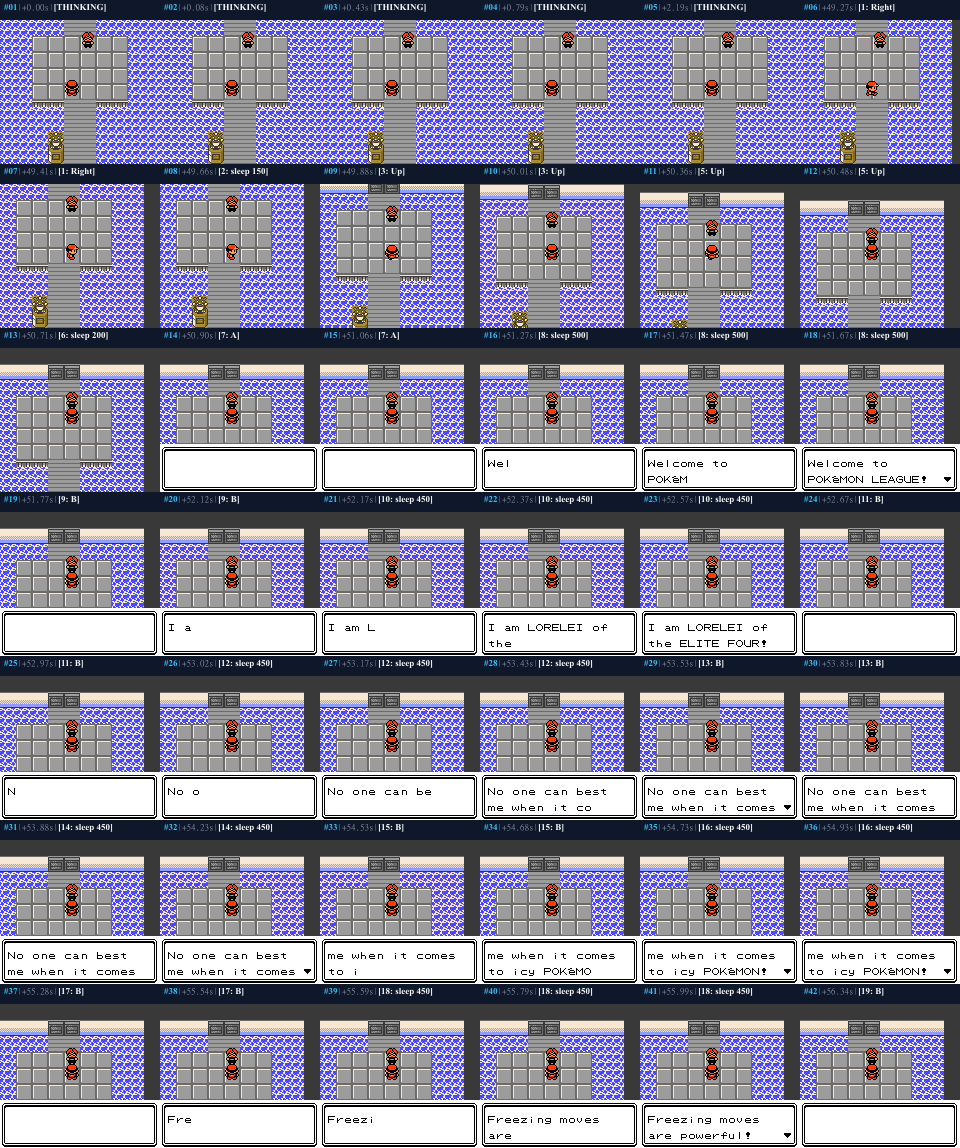 #01|+0.00s|[THINKING]
#02|+0.08s|[THINKING]
#03|+0.43s|[THINKING]
#04|+0.79s|[THINKING]
#05|+2.19s|[THINKING]
#06|+49.27s|[1: Right]
#07|+49.41s|[1: Right]
#08|+49.66s|[2: sleep 150]
#09|+49.88s|[3: Up]
#10|+50.01s|[3: Up]
#11|+50.36s|[5: Up]
#12|+50.48s|[5: Up]
#13|+50.71s|[6: sleep 200]
#14|+50.90s|[7: A]
#15|+51.06s|[7: A]
#16|+51.27s|[8: sleep 500]
#17|+51.47s|[8: sleep 500]
#18|+51.67s|[8: sleep 500]
Wel
Welcome to
POKéM
Welcome to
POKéMON LEAGUE!
#19|+51.77s|[9: B]
#20|+52.12s|[9: B]
#21|+52.17s|[10: sleep 450]
#22|+52.37s|[10: sleep 450]
#23|+52.57s|[10: sleep 450]
#24|+52.67s|[11: B]
I a
I am L
I am LORELEI of
the
I am LORELEI of
the ELITE FOUR!
#25|+52.97s|[11: B]
#26|+53.02s|[12: sleep 450]
#27|+53.17s|[12: sleep 450]
#28|+53.43s|[12: sleep 450]
#29|+53.53s|[13: B]
#30|+53.83s|[13: B]
N
No o
No one can be
No one can best
me when it co
No one can best
me when it comes
No one can best
me when it comes
#31|+53.88s|[14: sleep 450]
#32|+54.23s|[14: sleep 450]
#33|+54.53s|[15: B]
#34|+54.68s|[15: B]
#35|+54.73s|[16: sleep 450]
#36|+54.93s|[16: sleep 450]
No one can best
me when it comes
No one can best
me when it comes
me when it comes
to i
me when it comes
to icy POKéMO
me when it comes
to icy POKéMON!
me when it comes
to icy POKéMON!
#37|+55.28s|[17: B]
#38|+55.54s|[17: B]
#39|+55.59s|[18: sleep 450]
#40|+55.79s|[18: sleep 450]
#41|+55.99s|[18: sleep 450]
#42|+56.34s|[19: B]
Fre
Freezi
Freezing moves
are
Freezing moves
are powerful!